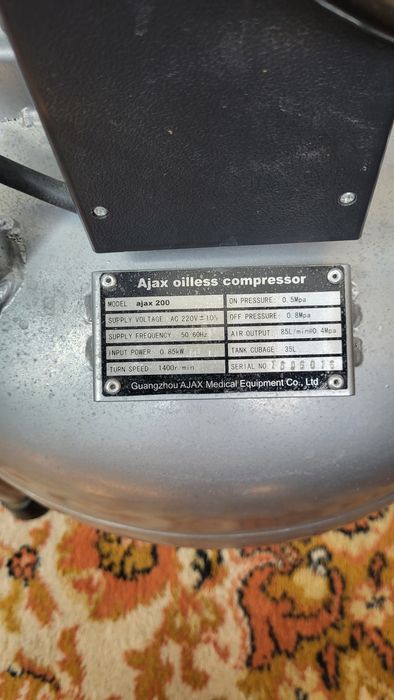 Ajax oilless compressor
MODEL ajax 200
ON PRESSURE: 0.5Mpa
SUPPLY VOLTAGE: AC 220V±10%
OFF PRESSURE: 0.8Mpa
SUPPLY FREQUENCY: 50/60Hz
AIR OUTPUT: 85L/min@0.4Mpa
INPUT POWER: 0.85kW
TANK CUBAGE: 35L
TURN SPEED: 1400r/min
SERIAL NO.
Guangzhou AJAX Medical Equipment Co., Ltd